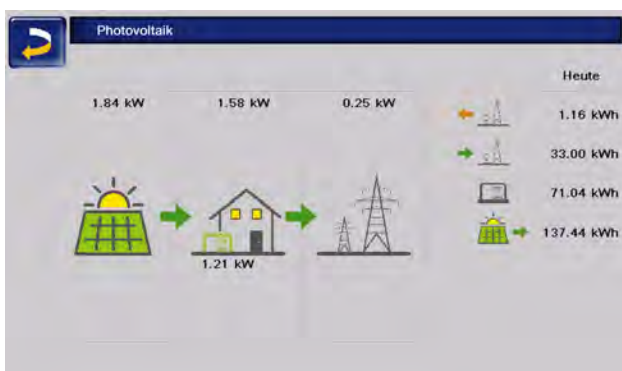 Photovoltaik
Heute
1.84 kW 1.58 kW 0.25 kW
1.16 kWh
33.00 kWh
71.04 kWh
137.44 kWh
1.21 kW